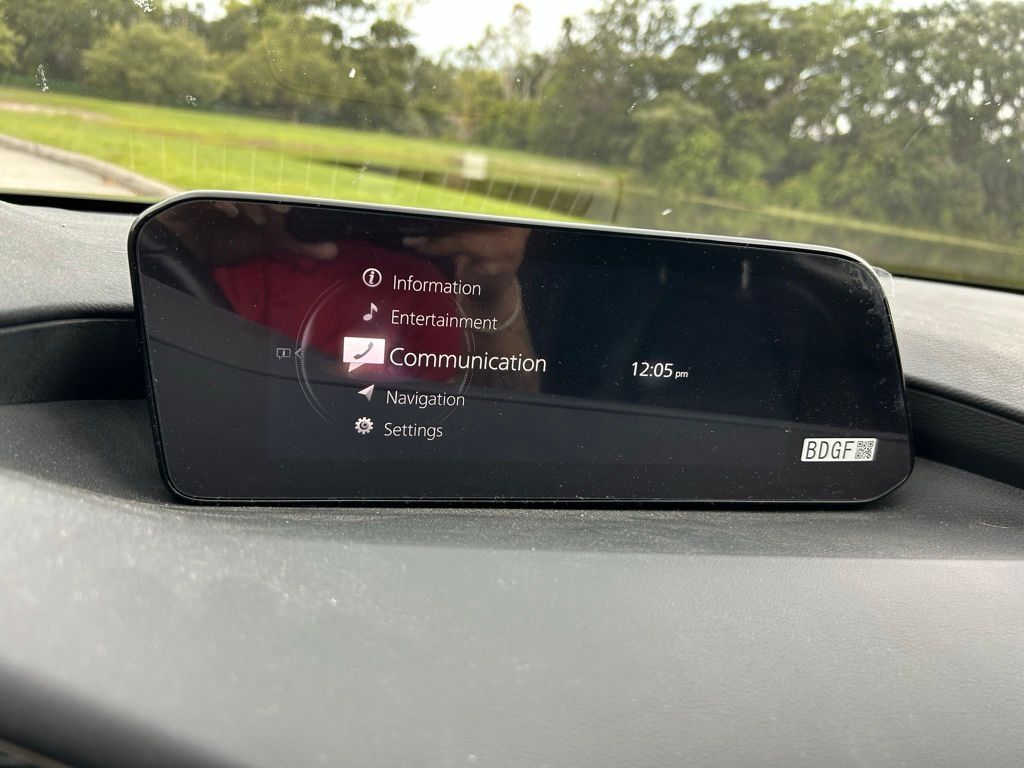 Information
Entertainment
Communication
12:05 pm
Navigation
Settings
BDGF